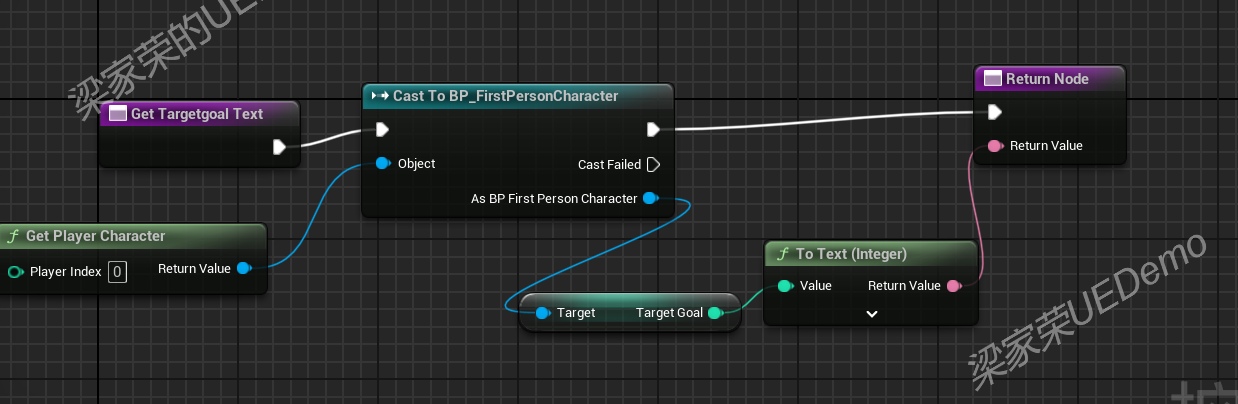 梁家荣的UE
Get Targetgoal Text
Cast To BP_FirstPersonCharacter
Object
Cast Failed
As BP First Person Character
Return Node
Return Value
Get Player Character
Player Index 0
Return Value
Target
Target Goal
To Text (Integer)
Value
Return Value
梁家荣UEDemo